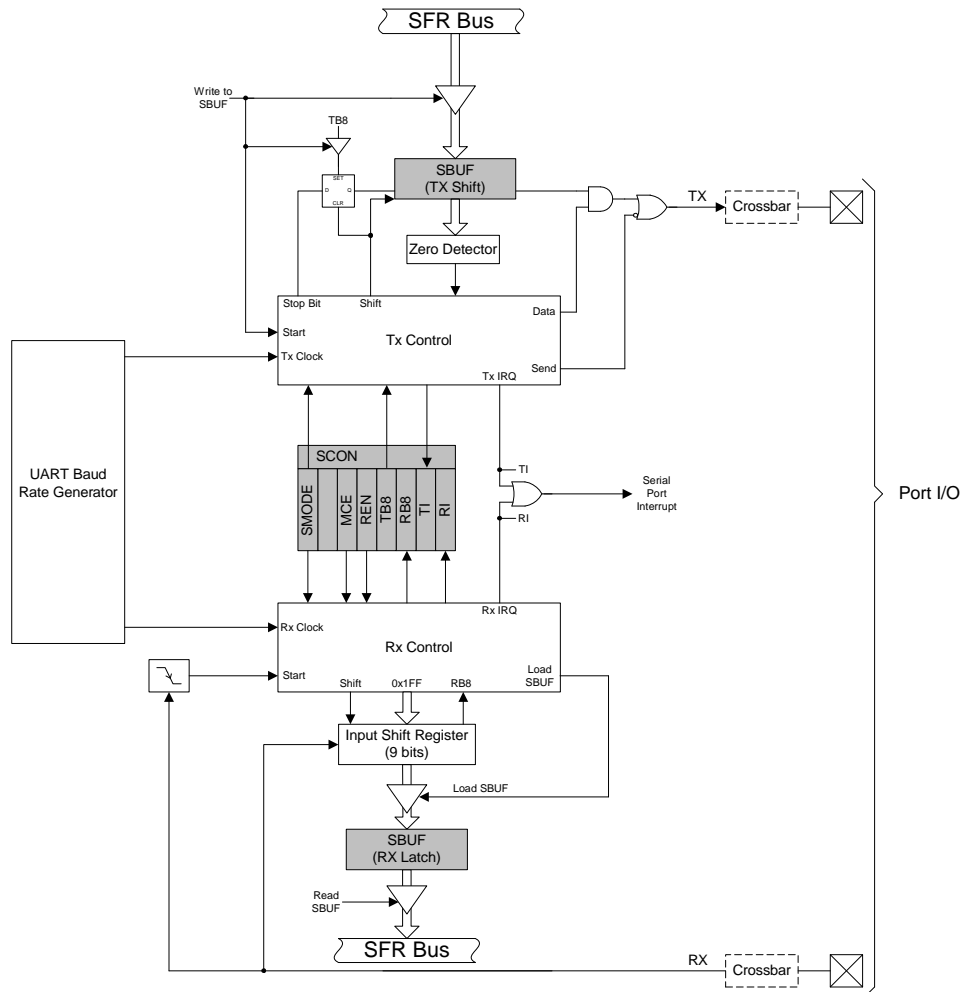 SFR Bus
Write to
SBUF
TB8
SET
D
Q
CLR
SBUF
(TX Shift)
TX
Crossbar
Zero Detector
Stop Bit
Shift
Data
Start
Tx Control
Tx Clock
Send
Tx IRQ
UART Baud
Rate Generator
SCON
SMODE
MCE
REN
TB8
RB8
TI
RI
TI
RI
Serial
Port
Interrupt
Port I/O
Rx IRQ
Rx Clock
Rx Control
Start
Load
SBUF
Shift
0x1FF
RB8
Input Shift Register
(9 bits)
Load SBUF
SBUF
(RX Latch)
Read
SBUF
SFR Bus
RX
Crossbar